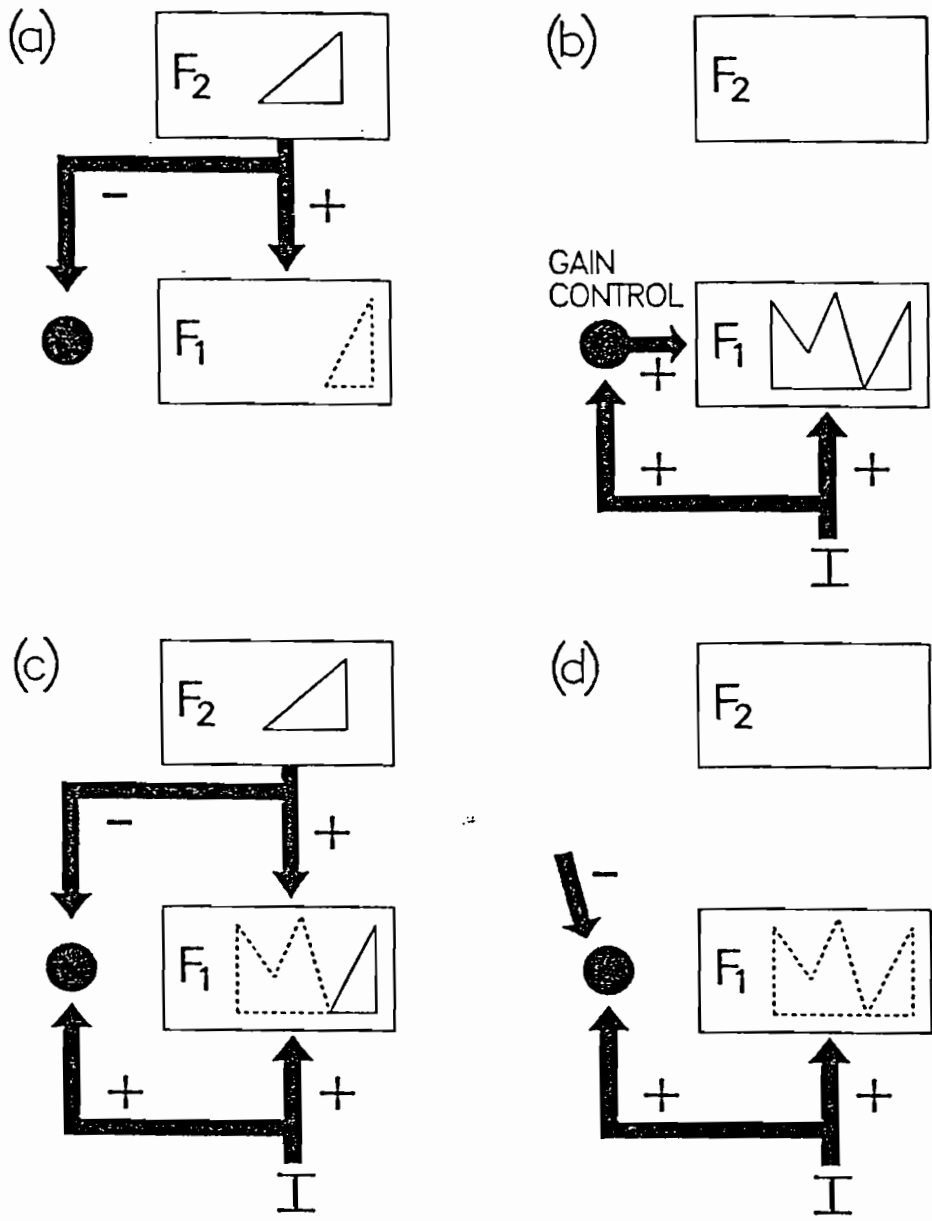 (a)
F2
-
+
F1
(b)
F2
GAIN
CONTROL
F1
+
+
+
I
(c)
F2
-
+
F1
+
+
I
(d)
F2
-
F1
+
+
I